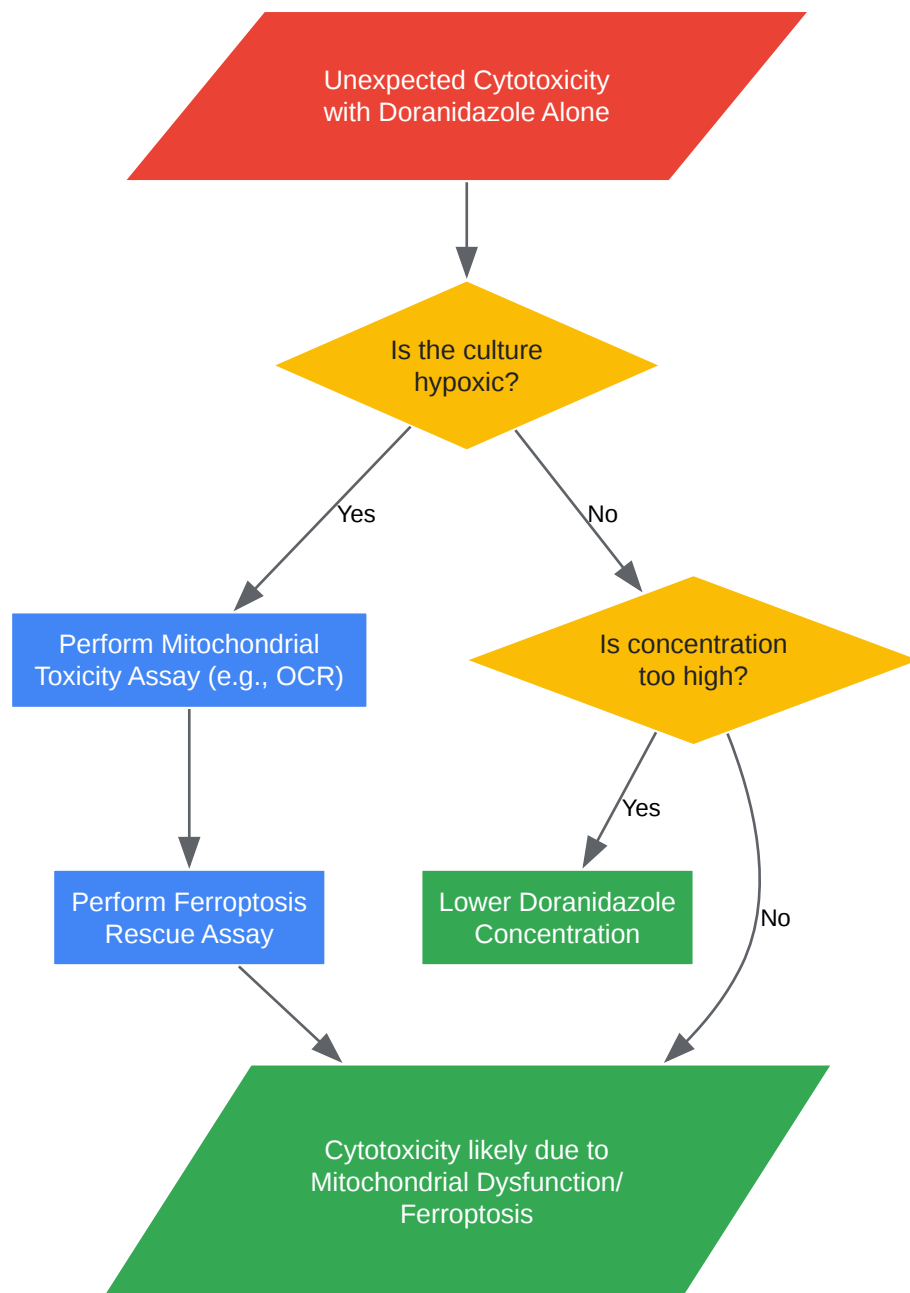 Unexpected Cytotoxicity
with Doranidazole Alone
Is the culture
hypoxic?
Yes
No
Perform Mitochondrial
Toxicity Assay (e.g., OCR)
Is concentration
too high?
Yes
Perform Ferroptosis
Rescue Assay
Lower Doranidazole
Concentration
No
Cytotoxicity likely due to
Mitochondrial Dysfunction/
Ferroptosis